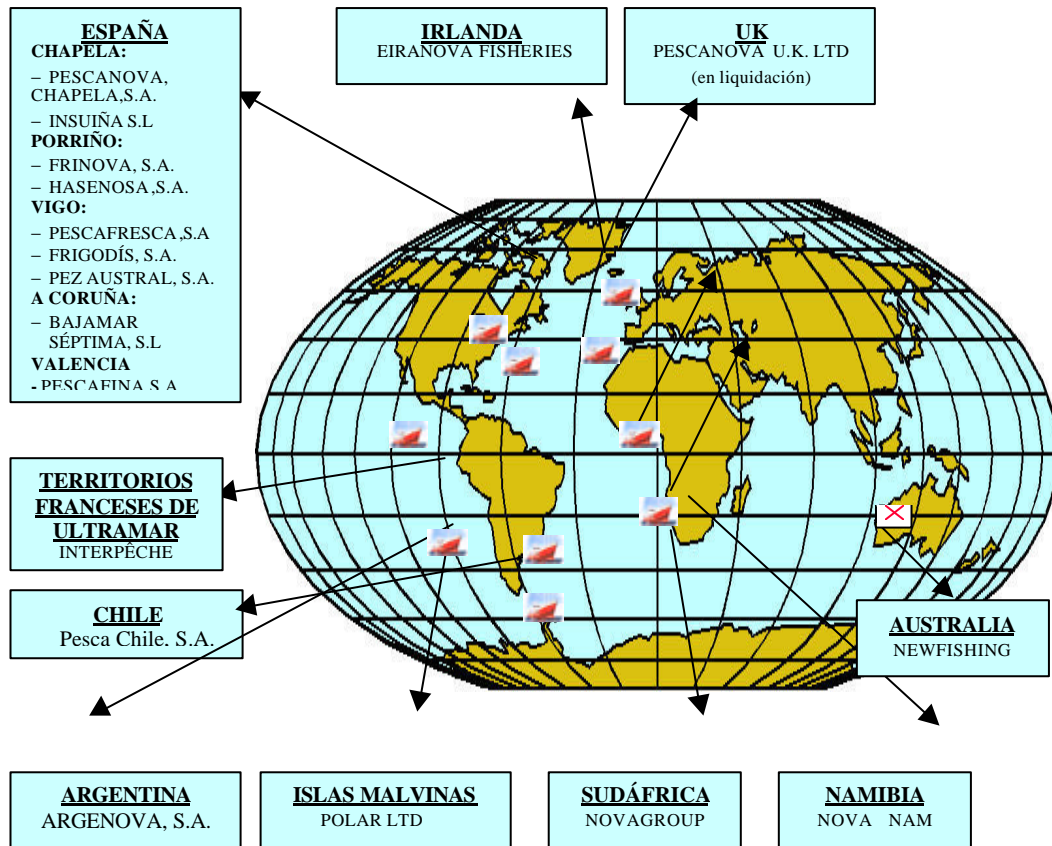 ESPAÑA
CHAPELA:
– PESCANOVA,
CHAPELA,S.A.
– INSUIÑA S.L
PORRIÑO:
– FRINOVA, S.A.
– HASENOSA,S.A.
VIGO:
– PESCAFRESCA,S.A
– FRIGODÍS, S.A.
– PEZ AUSTRAL, S.A.
A CORUÑA:
– BAJAMAR
SÉPTIMA, S.L
VALENCIA
-PESCAFINA S A
IRLANDA
EIRANOVA FISHERIES
UK
PESCANOVA U.K. LTD
(en liquidación)
TERRITORIOS
FRANCESES DE
ULTRAMAR
INTERPÊCHE
CHILE
Pesca Chile. S.A.
AUSTRALIA
NEWFISHING
ARGENTINA
ARGENOVA, S.A.
ISLAS MALVINAS
POLAR LTD
SUDÁFRICA
NOVAGROUP
NAMIBIA
NOVA NAM